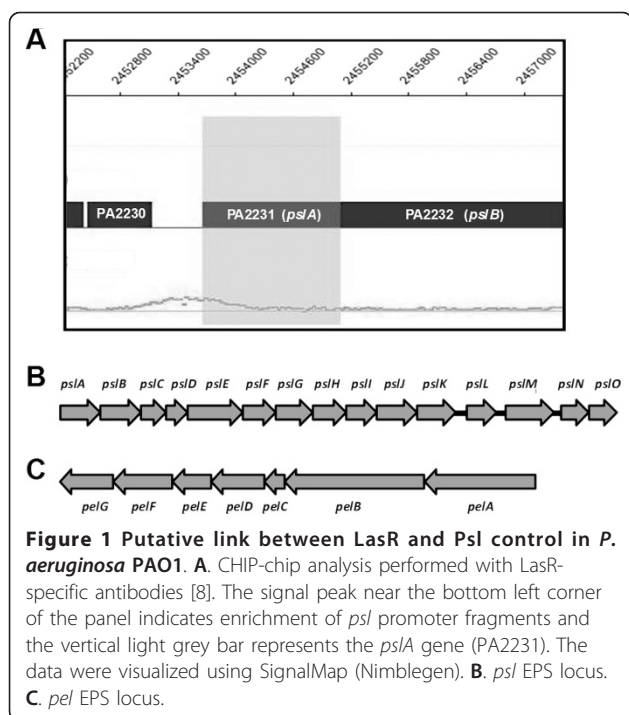 A
2452200 2452800 2453400 2454000 2454600 2455200 2455800 2456400 2457000
PA2230 PA2231 (pslA) PA2232 (pslB)
B
pslA pslB pslC pslD pslE pslF pslG pslH pslI pslJ pslK pslL pslM pslN pslO
C
pelG pelF pelE pelD pelC pelB pelA
Figure 1 Putative link between LasR and Psl control in P.
aeruginosa PAO1. A. CHIP-chip analysis performed with LasR-
specific antibodies [8]. The signal peak near the bottom left corner
of the panel indicates enrichment of psl promoter fragments and
the vertical light grey bar represents the pslA gene (PA2231). The
data were visualized using SignalMap (Nimblegen). B. psl EPS locus.
C. pel EPS locus.